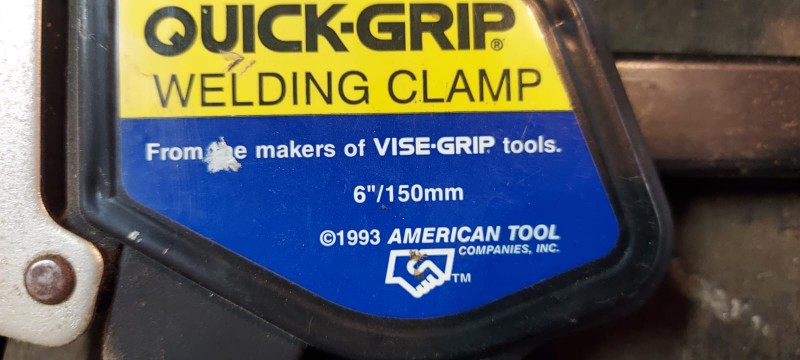 QUICK-GRIP®
WELDING CLAMP
From makers of VISE-GRIP® tools.
6"/150mm
©1993 AMERICAN TOOL
COMPANIES, INC.
TM